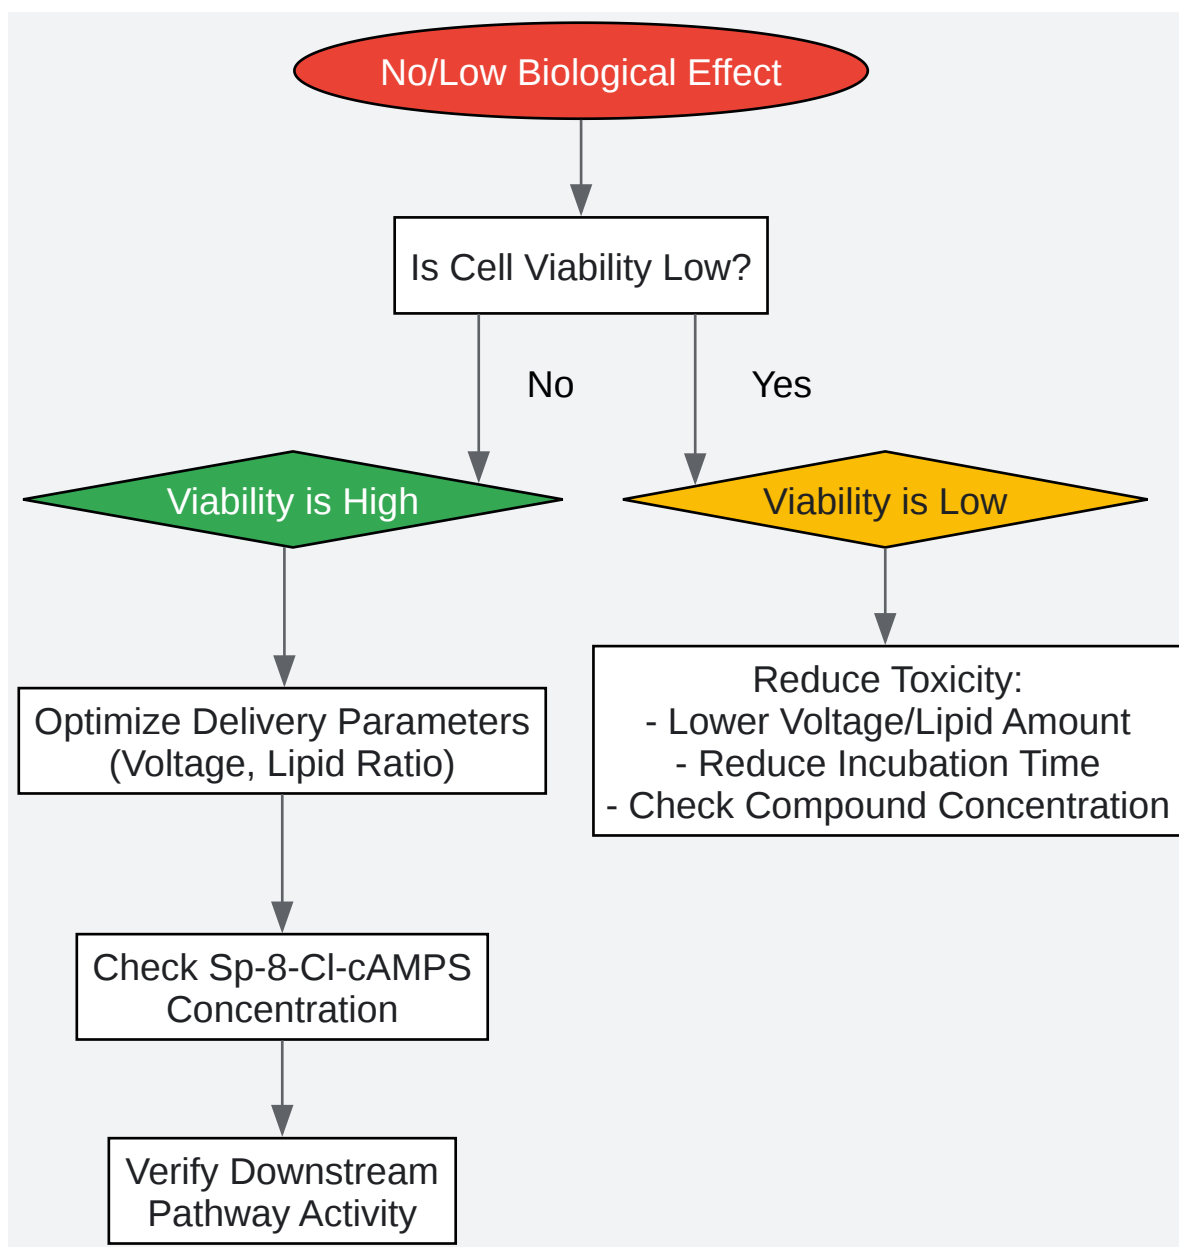 No/Low Biological Effect
Is Cell Viability Low?
No
Yes
Viability is High
Viability is Low
Optimize Delivery Parameters
(Voltage, Lipid Ratio)
Reduce Toxicity:
- Lower Voltage/Lipid Amount
- Reduce Incubation Time
- Check Compound Concentration
Check Sp-8-Cl-cAMPS
Concentration
Verify Downstream
Pathway Activity